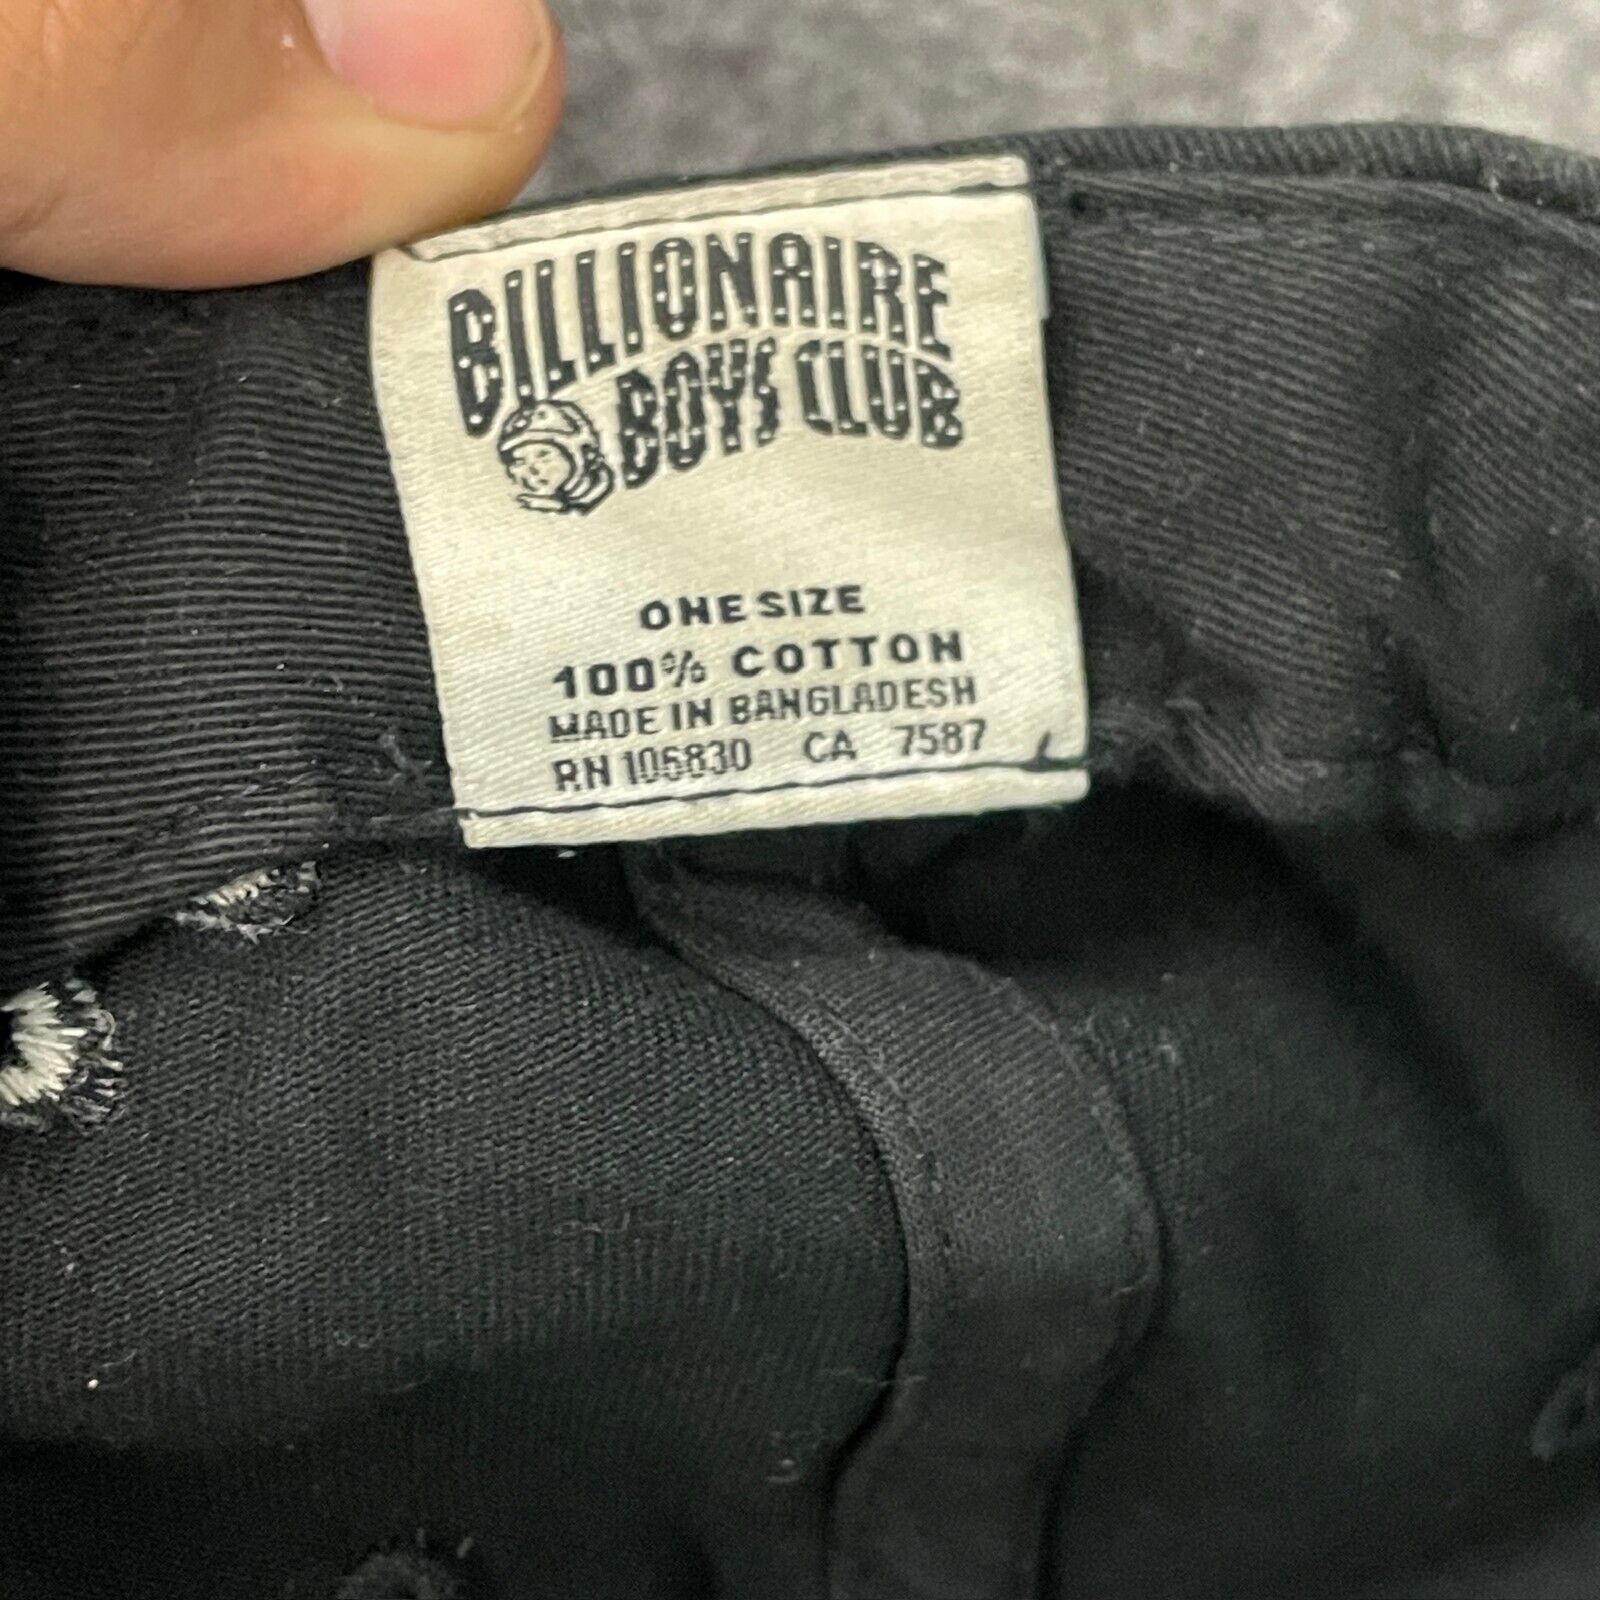 BILLIONAIRE
BOYS CLUB
ONE SIZE
100% COTTON
MADE IN BANGLADESH
RN 106830 CA 7587